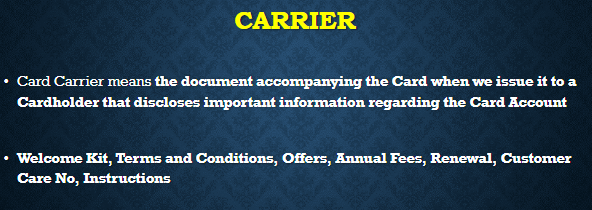 CARRIER
• Card Carrier means the document accompanying the Card when we issue it to a
Cardholder that discloses important information regarding the Card Account
• Welcome Kit, Terms and Conditions, Offers, Annual Fees, Renewal, Customer
Care No, Instructions